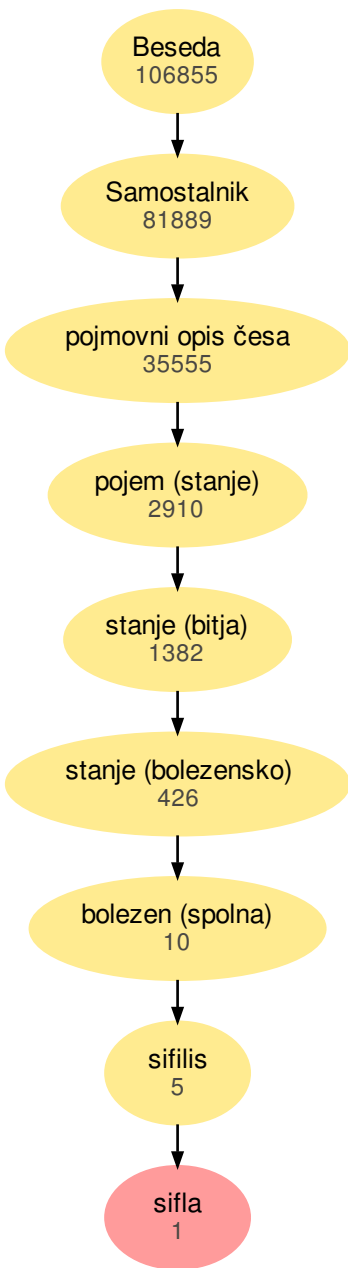 Beseda
106855
Samostalnik
81889
pojmovni opis česa
35555
pojem (stanje)
2910
stanje (bitja)
1382
stanje (bolezensko)
426
bolezen (spolna)
10
sifilis
5
sifla
1